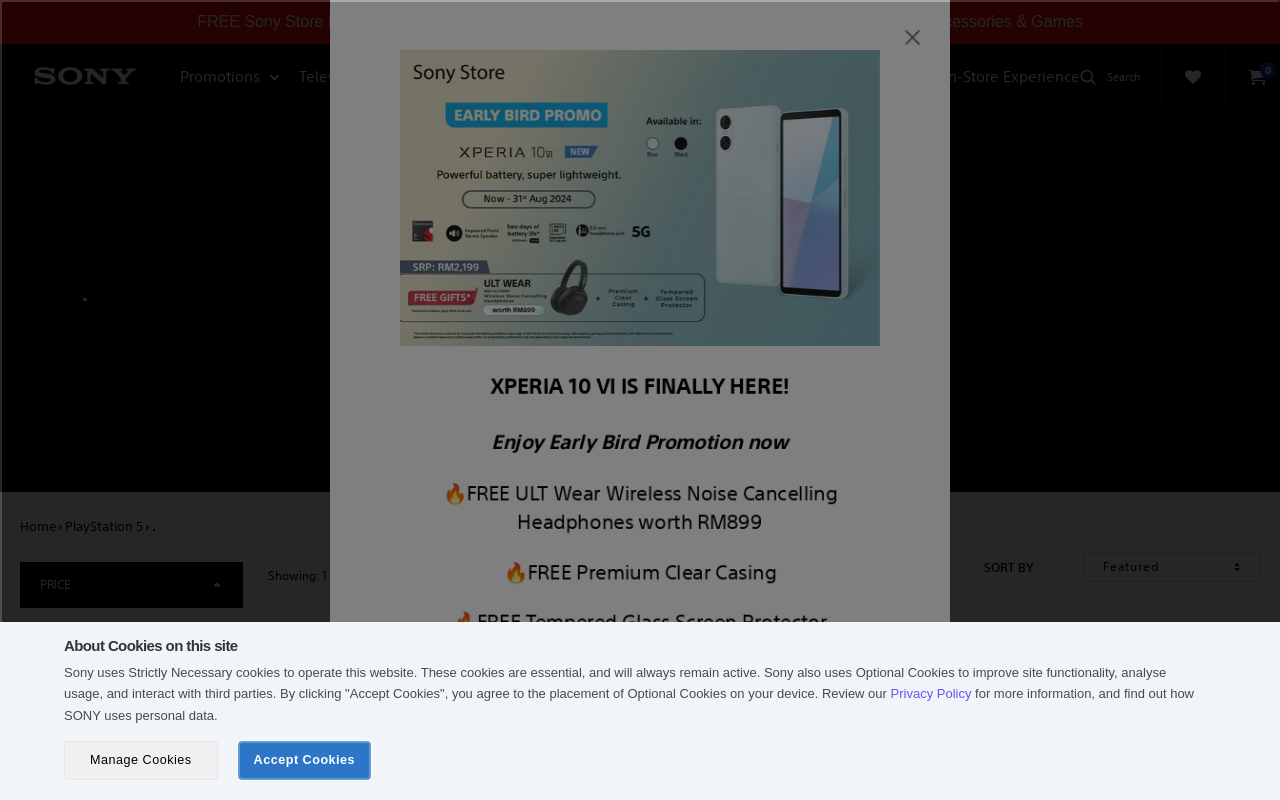 FREE Sony Store
cessories & Games
SONY
Promotions
Telev
n-Store Experience
Search
0
Sony Store
EARLY BIRD PROMO
Available in:
Blue
Black
XPERIA 10 VI NEW
Powerful battery, super lightweight.
Now - 31st Aug 2024
Improved Front
Stereo Speaker
Two days of
battery life*
3.5 mm
headphone jack
5G
SRP: RM2,199
FREE GIFTS*
ULT WEAR
Wireless Noise Cancelling
Headphones
worth RM899
+ Premium
Clear
Casing
+ Tempered
Glass Screen
Protector
XPERIA 10 VI IS FINALLY HERE!
Enjoy Early Bird Promotion now
🔥FREE ULT Wear Wireless Noise Cancelling
Headphones worth RM899
🔥FREE Premium Clear Casing
🔥FREE Tempered Glass Screen Protector
Home › PlayStation 5 › .
PRICE
Showing: 1
SORT BY
Featured
About Cookies on this site
Sony uses Strictly Necessary cookies to operate this website. These cookies are essential, and will always remain active. Sony also uses Optional Cookies to improve site functionality, analyse
usage, and interact with third parties. By clicking "Accept Cookies", you agree to the placement of Optional Cookies on your device. Review our Privacy Policy for more information, and find out how
SONY uses personal data.
Manage Cookies
Accept Cookies